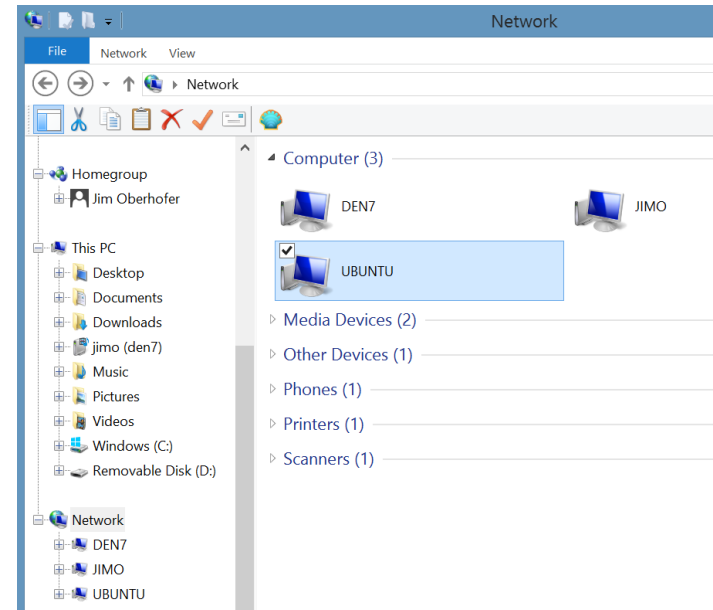 Network
File Network View
Network
Homegroup
Jim Oberhofer
This PC
Desktop
Documents
Downloads
jimo (den7)
Music
Pictures
Videos
Windows (C:)
Removable Disk (D:)
Network
DEN7
JIMO
UBUNTU
Computer (3)
DEN7
JIMO
UBUNTU
Media Devices (2)
Other Devices (1)
Phones (1)
Printers (1)
Scanners (1)